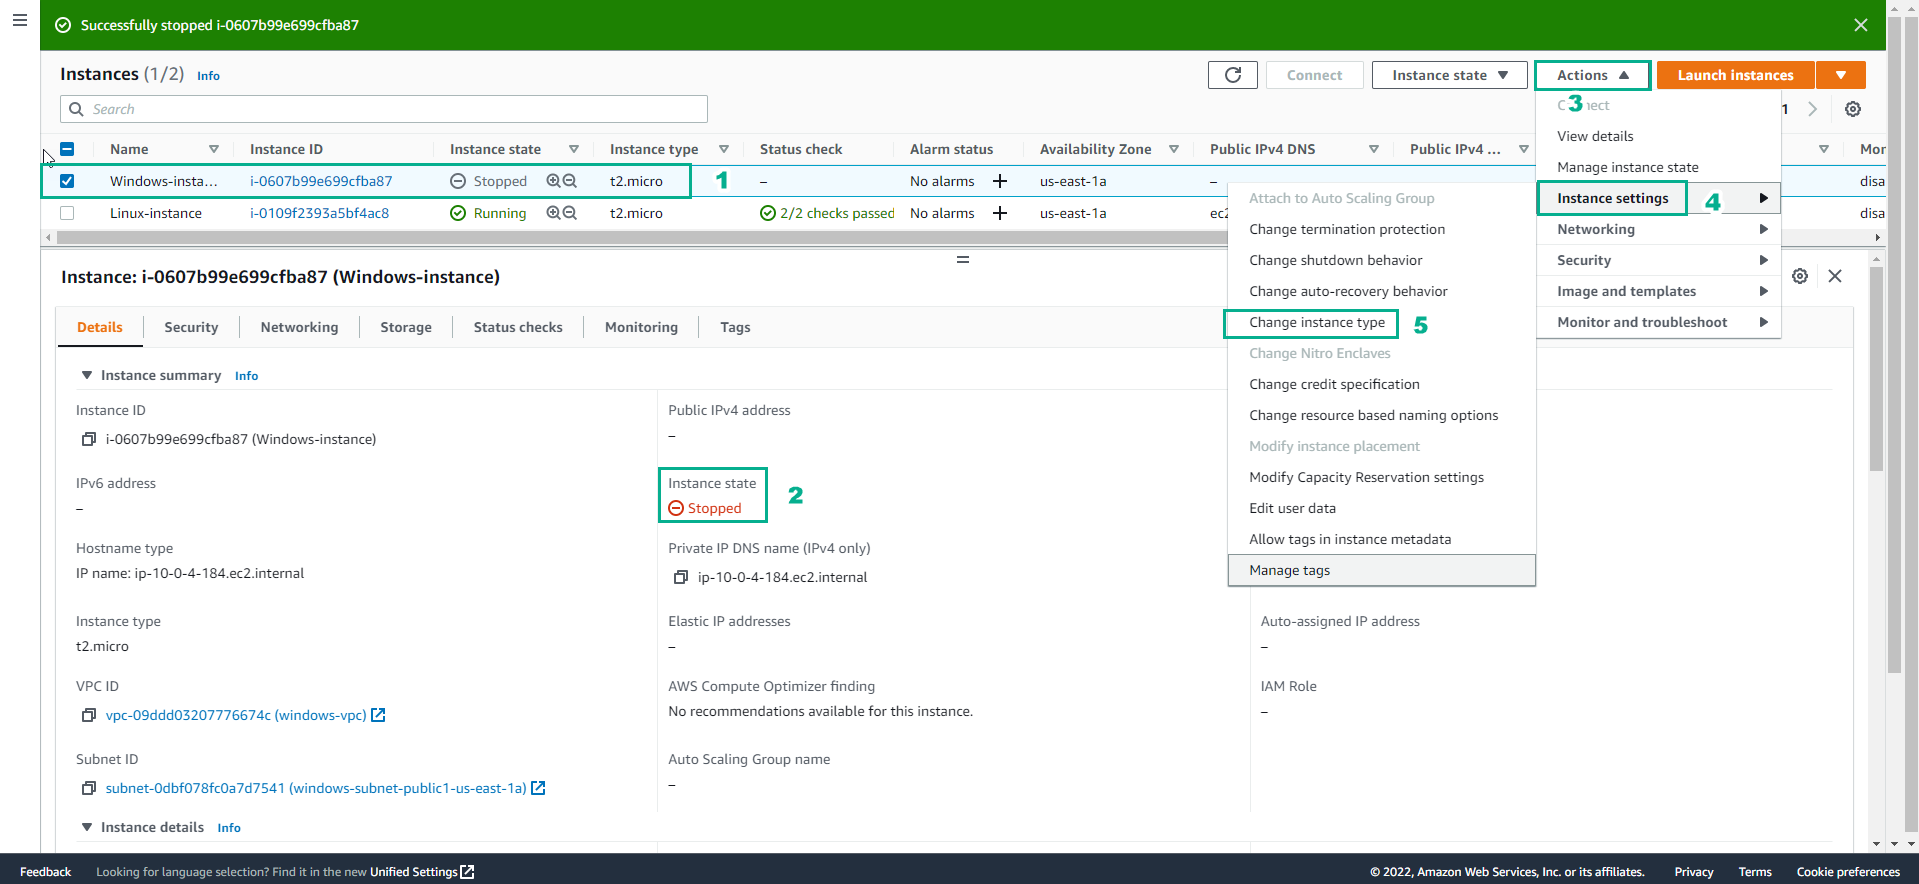 Successfully stopped i-0607b99e699cfba87
Instances (1/2) Info
Connect
Instance state
Actions
Launch instances
Search
3
Connect
1
View details
Manage instance state
Instance settings
4
Networking
Security
Image and templates
Monitor and troubleshoot
Name Instance ID Instance state Instance type Status check Alarm status Availability Zone Public IPv4 DNS Public IPv4 ... Mor
Windows-insta... i-0607b99e699cfba87 Stopped t2.micro 1 – No alarms us-east-1a – disa
Linux-instance i-0109f2393a5bf4ac8 Running t2.micro 2/2 checks passed No alarms us-east-1a ec2 disa
Attach to Auto Scaling Group
Change termination protection
Change shutdown behavior
Change auto-recovery behavior
Change instance type
5
Change Nitro Enclaves
Change credit specification
Change resource based naming options
Modify instance placement
Modify Capacity Reservation settings
Edit user data
Allow tags in instance metadata
Manage tags
Instance: i-0607b99e699cfba87 (Windows-instance)
Details Security Networking Storage Status checks Monitoring Tags
Instance summary Info
Instance ID
i-0607b99e699cfba87 (Windows-instance)
Public IPv4 address
–
IPv6 address
–
Instance state
Stopped
2
Hostname type
IP name: ip-10-0-4-184.ec2.internal
Private IP DNS name (IPv4 only)
ip-10-0-4-184.ec2.internal
Instance type
t2.micro
Elastic IP addresses
–
Auto-assigned IP address
–
VPC ID
vpc-09ddd03207776674c (windows-vpc)
AWS Compute Optimizer finding
No recommendations available for this instance.
IAM Role
–
Subnet ID
subnet-0dbf078fc0a7d7541 (windows-subnet-public1-us-east-1a)
Auto Scaling Group name
–
Instance details Info
Feedback Looking for language selection? Find it in the new Unified Settings © 2022, Amazon Web Services, Inc. or its affiliates. Privacy Terms Cookie preferences